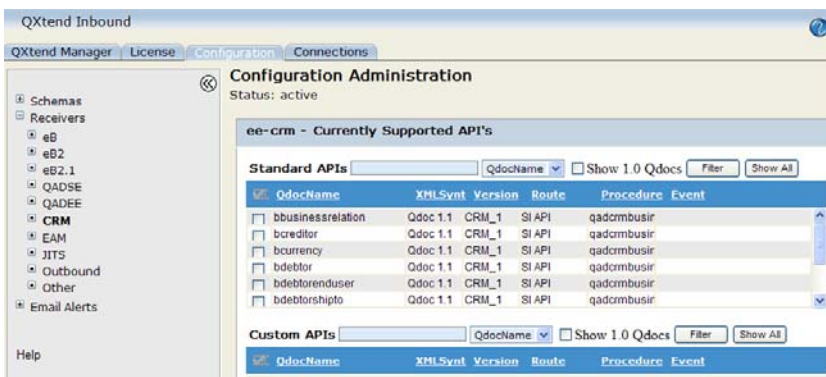 QXtend Inbound
QXtend Manager License Configuration Connections
Configuration Administration
Status: active
Schemas
Receivers
eB
eB2
eB2.1
QADSE
QADEE
CRM
EAM
JITS
Outbound
Other
Email Alerts
Help
ee-crm - Currently Supported API's
Standard APIs QdocName Show 1.0 Qdocs Filter Show All
QdocName XMLSynt Version Route Procedure Event
bbusinessrelation Qdoc 1.1 CRM_1 SI API qadcrmbusir
bcreditor Qdoc 1.1 CRM_1 SI API qadcrmbusir
bcurrency Qdoc 1.1 CRM_1 SI API qadcrmbusir
bdebtor Qdoc 1.1 CRM_1 SI API qadcrmbusir
bdebtorenduser Qdoc 1.1 CRM_1 SI API qadcrmbusir
bdebtorshipto Qdoc 1.1 CRM_1 SI API qadcrmbusir
Custom APIs QdocName Show 1.0 Qdocs Filter Show All
QdocName XMLSynt Version Route Procedure Event